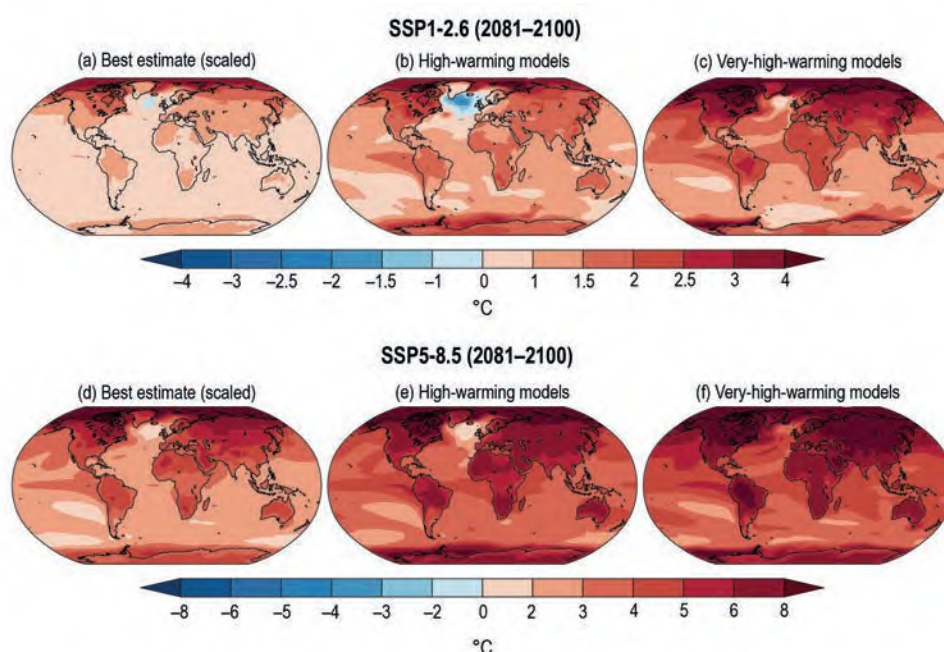 SSP1-2.6 (2081–2100)
(a) Best estimate (scaled) (b) High-warming models (c) Very-high-warming models
–4 –3 –2.5 –2 –1.5 –1 0 1 1.5 2 2.5 3 4
°C
SSP5-8.5 (2081–2100)
(d) Best estimate (scaled) (e) High-warming models (f) Very-high-warming models
–8 –6 –5 –4 –3 –2 0 2 3 4 5 6 8
°C